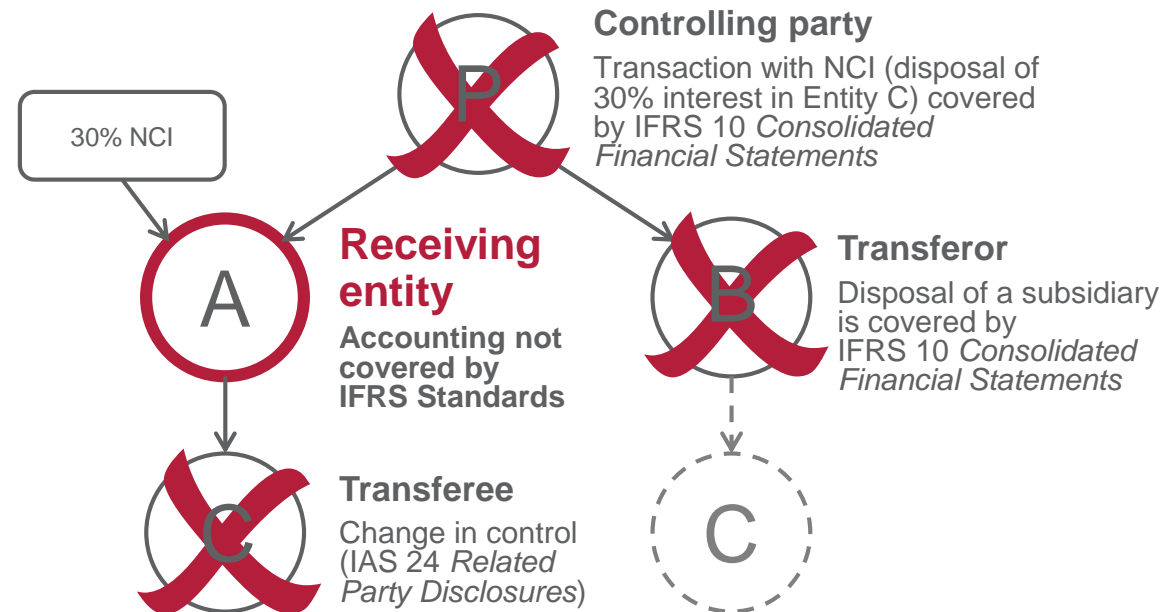 Controlling party
P
Transaction with NCI (disposal of
30% interest in Entity C) covered
by IFRS 10 Consolidated
Financial Statements
30% NCI
A
Receiving
entity
Accounting not
covered by
IFRS Standards
B
Transferor
Disposal of a subsidiary
is covered by
IFRS 10 Consolidated
Financial Statements
C
Transferee
Change in control
(IAS 24 Related
Party Disclosures)
C